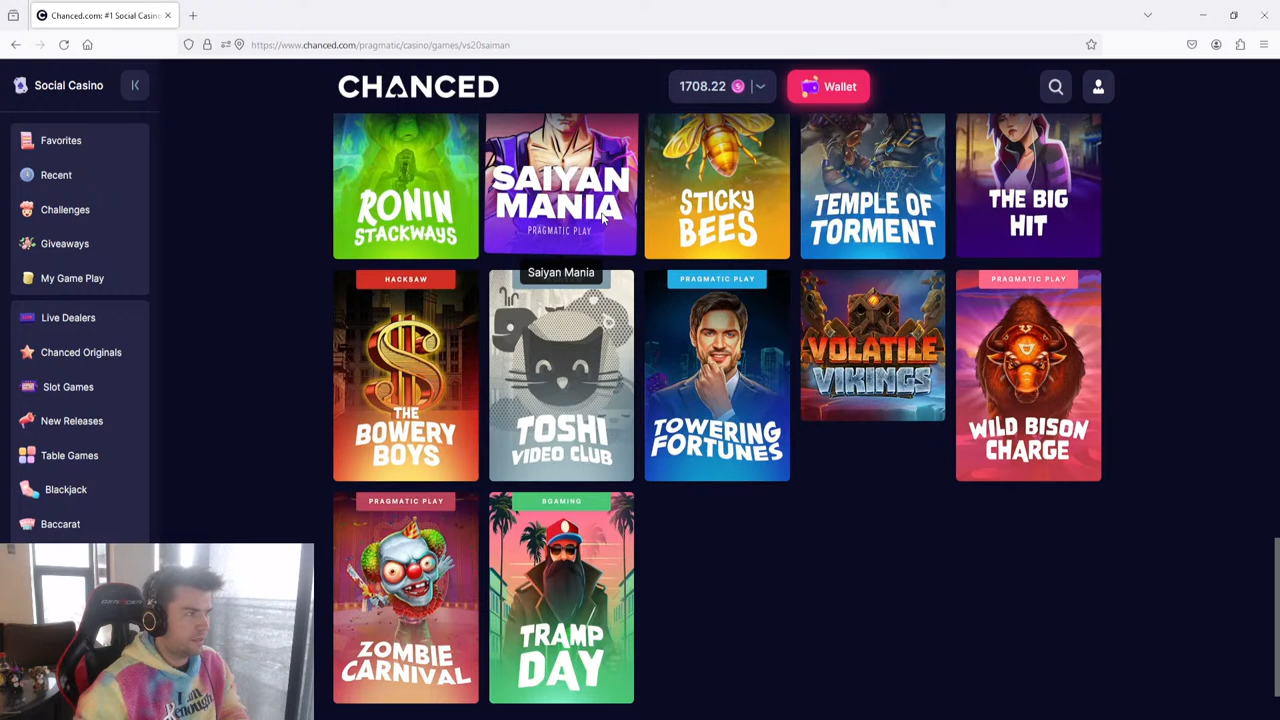 Chanced.com: #1 Social Casino
https://www.chanced.com/pragmatic/casino/games/vs20saiman
Social Casino
CHANCED
1708.22
Wallet
Favorites
Recent
Challenges
Giveaways
My Game Play
Live Dealers
Chanced Originals
Slot Games
New Releases
Table Games
Blackjack
Baccarat
RONIN
STACKWAYS
SAIYAN
MANIA
PRAGMATIC PLAY
STICKY
BEES
TEMPLE OF
TORMENT
THE BIG
HIT
Saiyan Mania
HACKSAW
THE
BOWERY
BOYS
TOSHI
VIDEO CLUB
PRAGMATIC PLAY
TOWERING
FORTUNES
VOLATILE
VIKINGS
PRAGMATIC PLAY
WILD BISON
CHARGE
PRAGMATIC PLAY
ZOMBIE
CARNIVAL
BGAMING
TRAMP
DAY
I am
Kenough